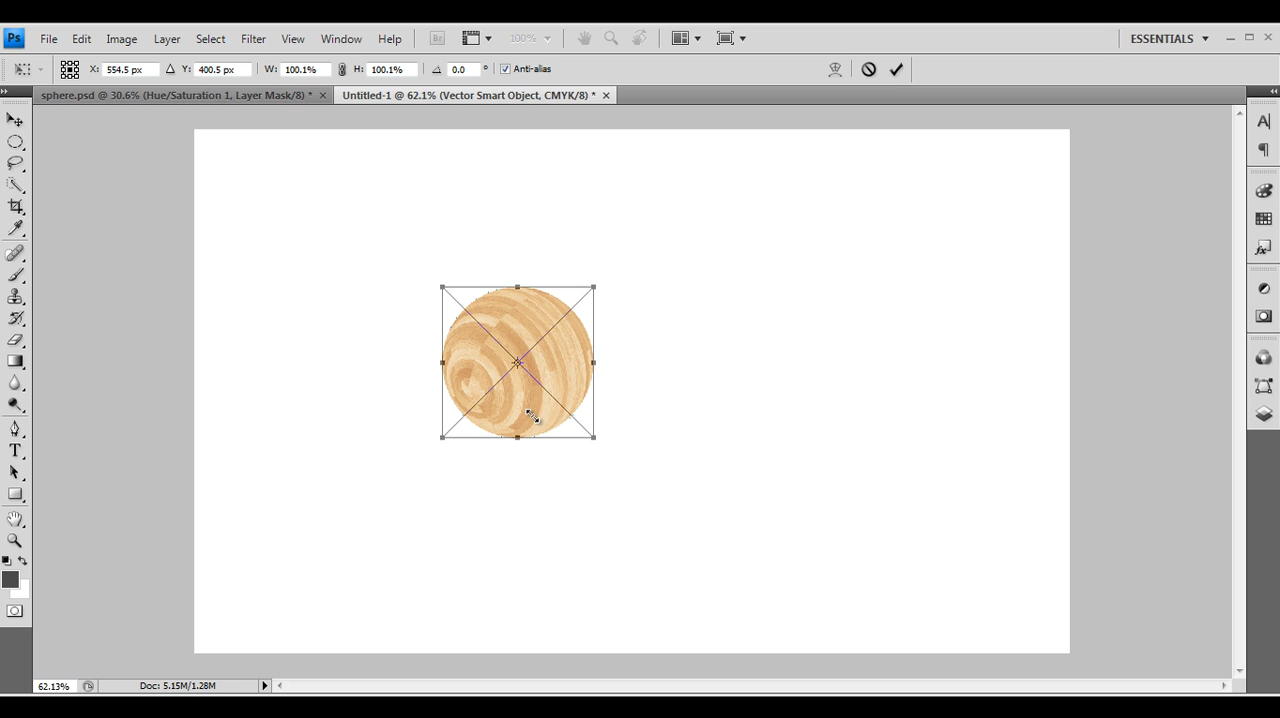 Ps File Edit Image Layer Select Filter View Window Help Br 100% ESSENTIALS
X: 554.5 px Y: 400.5 px W: 100.1% H: 100.1% 0.0 ° Anti-alias
sphere.psd @ 30.6% (Hue/Saturation 1, Layer Mask/8) * Untitled-1 @ 62.1% (Vector Smart Object, CMYK/8) *
62.13% Doc: 5.15M/1.28M